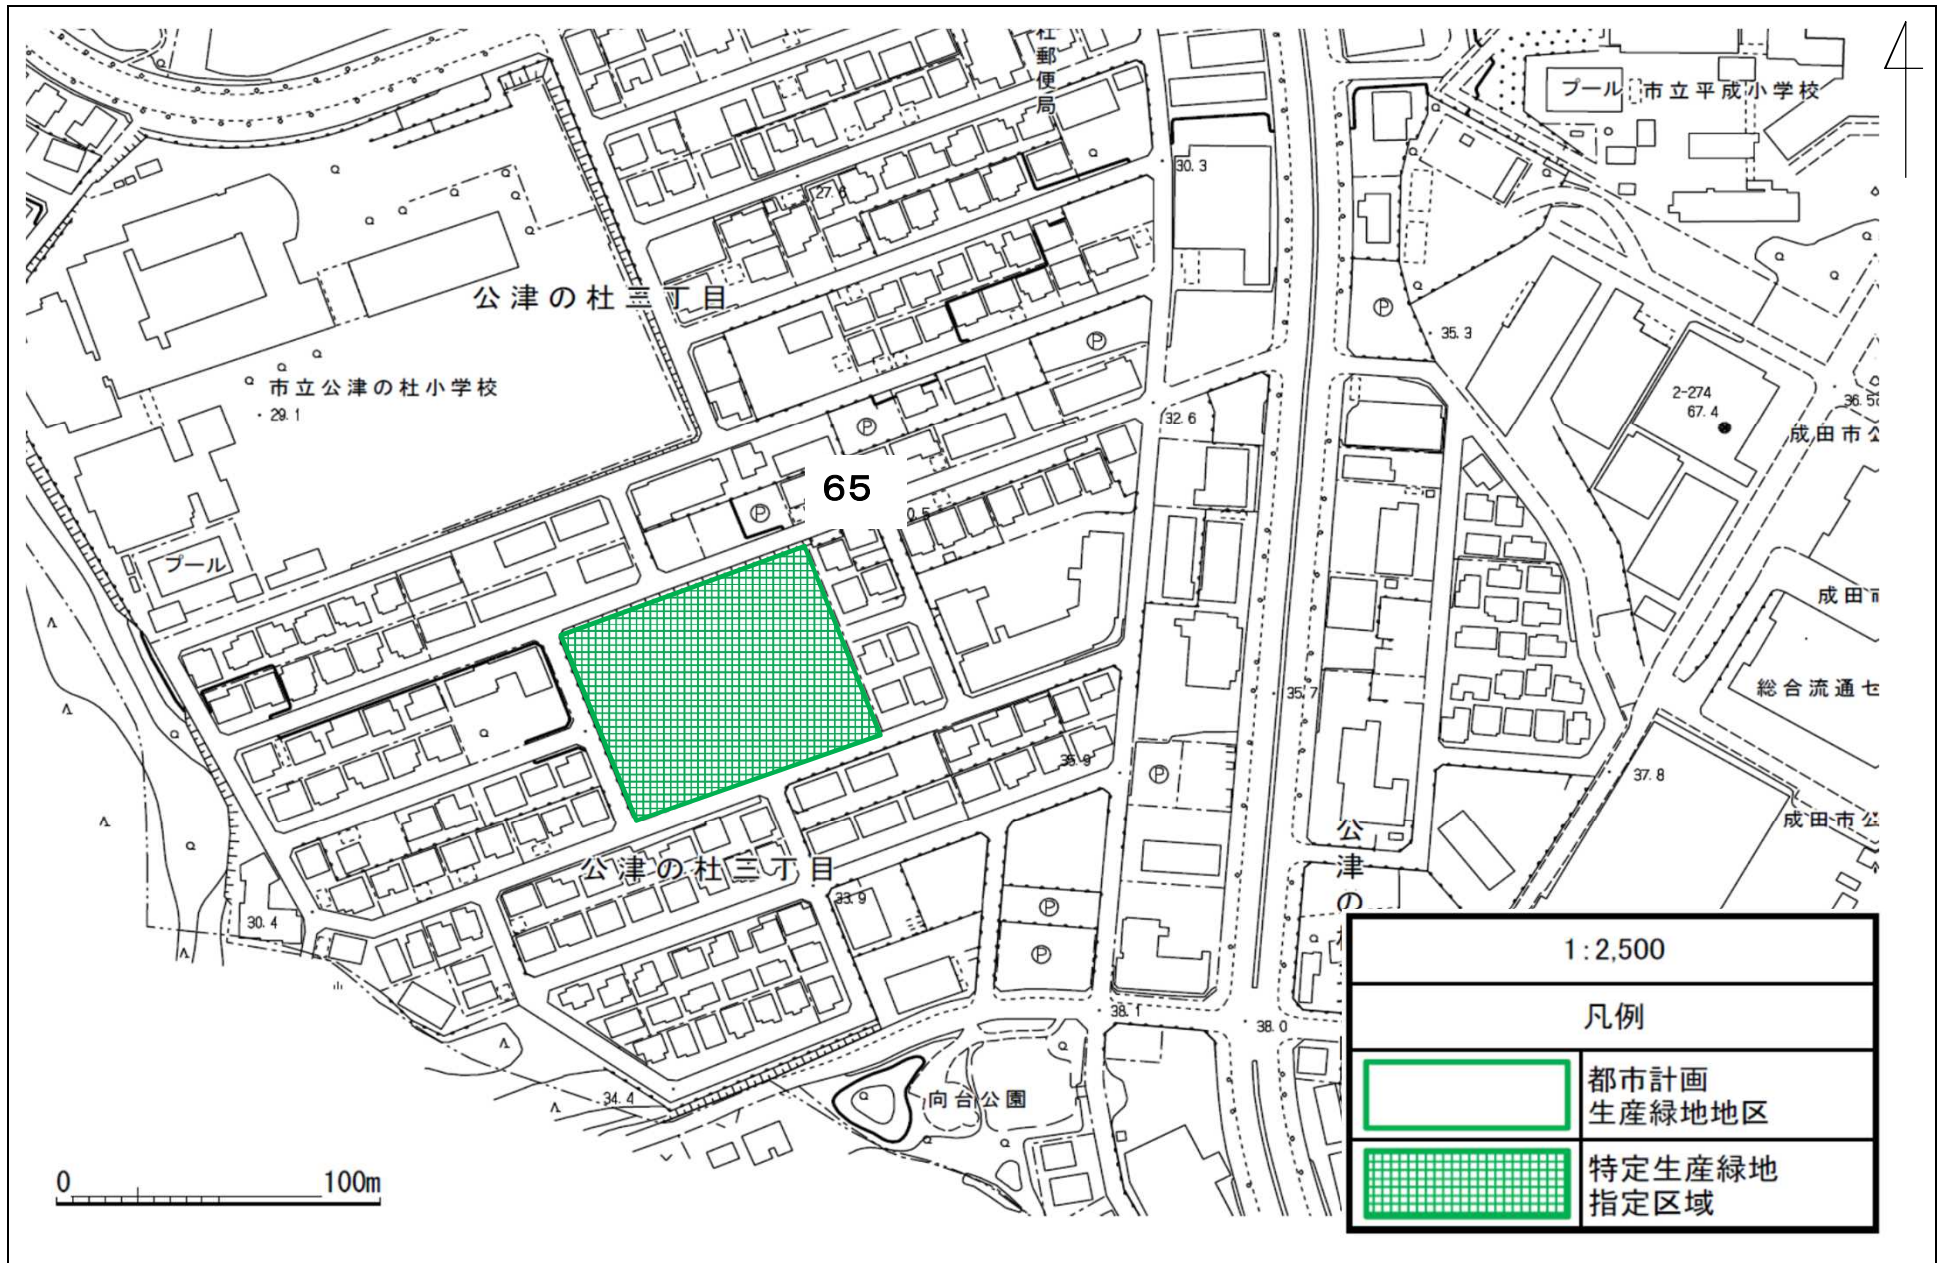 社郵便局
プール
市立平成小学校
30.3
27.6
公津の杜三丁目
Ⓟ
35.3
Ⓟ
市立公津の杜小学校
29.1
2-274
67.4
36.5
成田市公
32.6
Ⓟ
65
Ⓟ
0.5
プール
成田市
35.7
総合流通セ
35.9
Ⓟ
37.8
成田市公
公津の
公津の杜三丁目
33.9
30.4
Ⓟ
Ⓟ
38.1
38.0
34.4
向台公園
0 100m
1:2,500
凡例
都市計画
生産緑地地区
特定生産緑地
指定区域